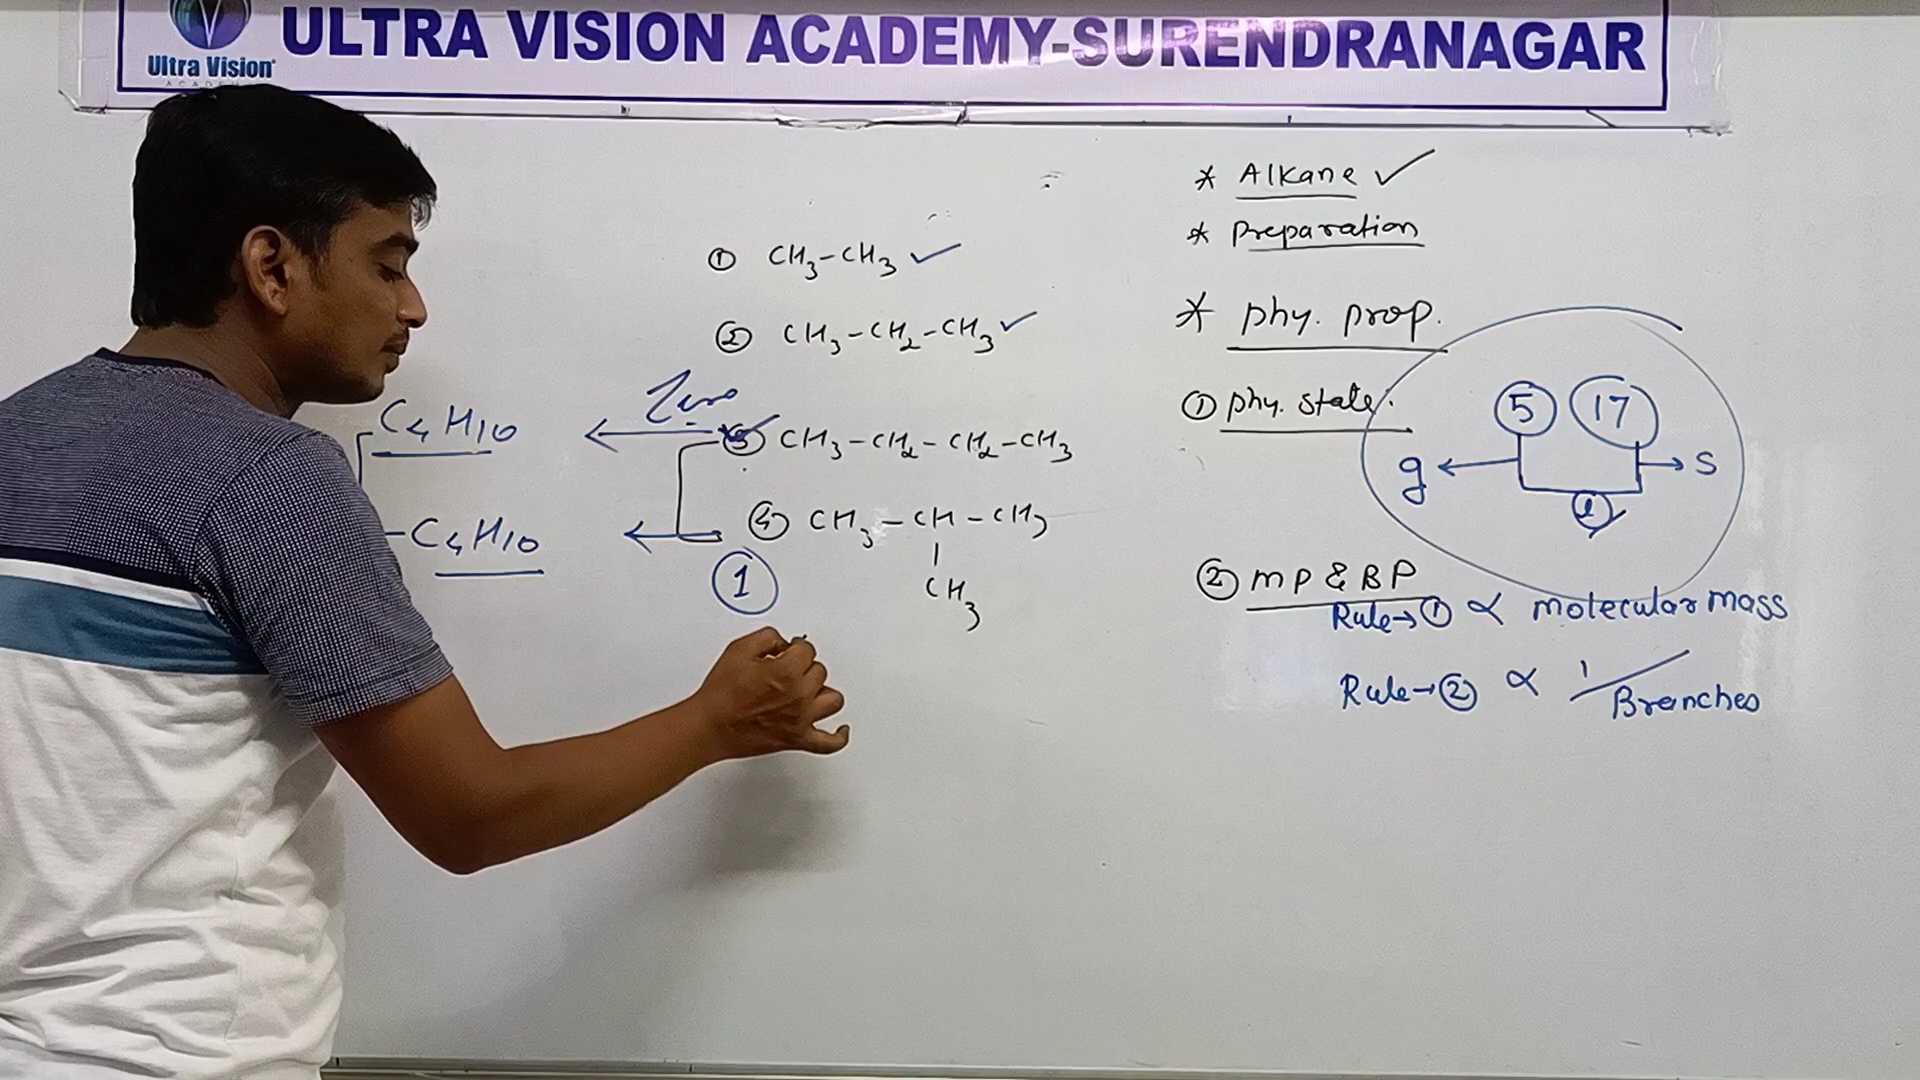 ULTRA VISION ACADEMY-SURENDRANAGAR
Ultra Vision
ACADEMY
① CH₃-CH₃ ✓
② CH₃-CH₂-CH₃ ✓
C₄H₁₀ ← Zero ③ CH₃-CH₂-CH₂-CH₃
-C₄H₁₀ ← ④ CH₃-CH-CH₃
|
CH₃
①
* Alkane ✓
* Preparation
* phy. prop.
① phy. state.
5 17
g ← → s
l
② MP & BP
Rule→① ∝ molecular mass
Rule→② ∝ 1/Brenches